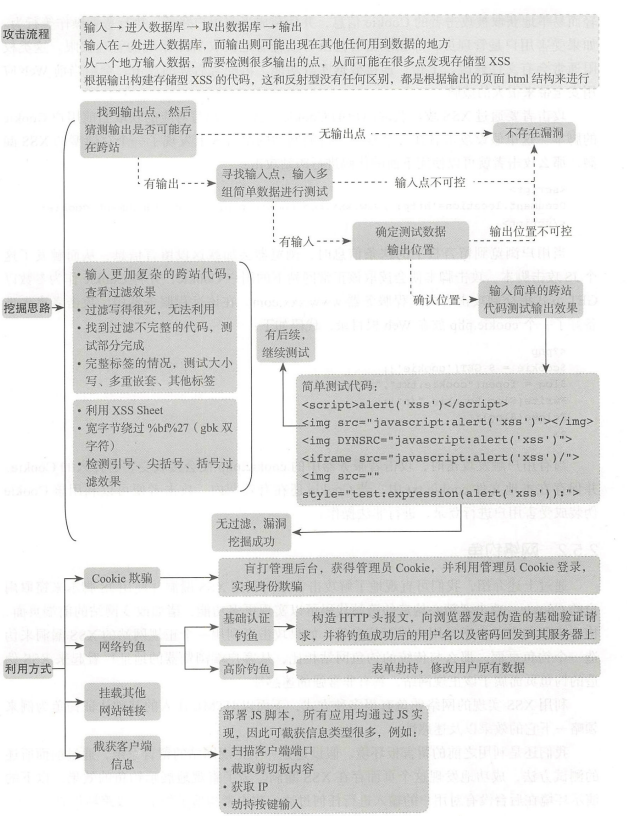 攻击流程
输入 → 进入数据库 → 取出数据库 → 输出
输入在 – 处进入数据库，而输出则可能出现在其他任何用到数据的地方
从一个地方输入数据，需要检测很多输出的点，从而可能在很多点发现存储型 XSS
根据输出构建存储型 XSS 的代码，这和反射型没有任何区别，都是根据输出的页面 html 结构来进行
找到输出点，然后
猜测输出是否可能存
在跨站
无输出点
不存在漏洞
有输出
寻找输入点，输入多
组简单数据进行测试
输入点不可控
有输入
确定测试数据
输出位置
输出位置不可控
挖掘思路
• 输入更加复杂的跨站代码，
查看过滤效果
• 过滤写得很死，无法利用
• 找到过滤不完整的代码，测
试部分完成
• 完整标签的情况，测试大小
写、多重嵌套、其他标签
• 利用 XSS Sheet
• 宽字节绕过 %bf%27（gbk 双
字符）
• 检测引号、尖括号、括号过
滤效果
确认位置
输入简单的跨站
代码测试输出效果
有后续，
继续测试
简单测试代码：
<script>alert('xss')</script>
<img src="javascript:alert('xss')"></img>
<img DYNSRC="javascript:alert('xss')">
<iframe src="javascript:alert('xss')/">
<img src=""
style="test:expression(alert('xss')):">
无过滤，漏洞
挖掘成功
利用方式
Cookie 欺骗
盲打管理后台，获得管理员 Cookie，并利用管理员 Cookie 登录，
实现身份欺骗
网络钓鱼
基础认证
钓鱼
构造 HTTP 头报文，向浏览器发起伪造的基础验证请
求，并将钓鱼成功后的用户名以及密码回发到其服务器上
高阶钓鱼
表单劫持，修改用户原有数据
挂载其他
网站链接
截获客户端
信息
部署 JS 脚本，所有应用均通过 JS 实
现，因此可截获信息类型很多，例如：
• 扫描客户端端口
• 截取剪切板内容
• 获取 IP
• 劫持按键输入